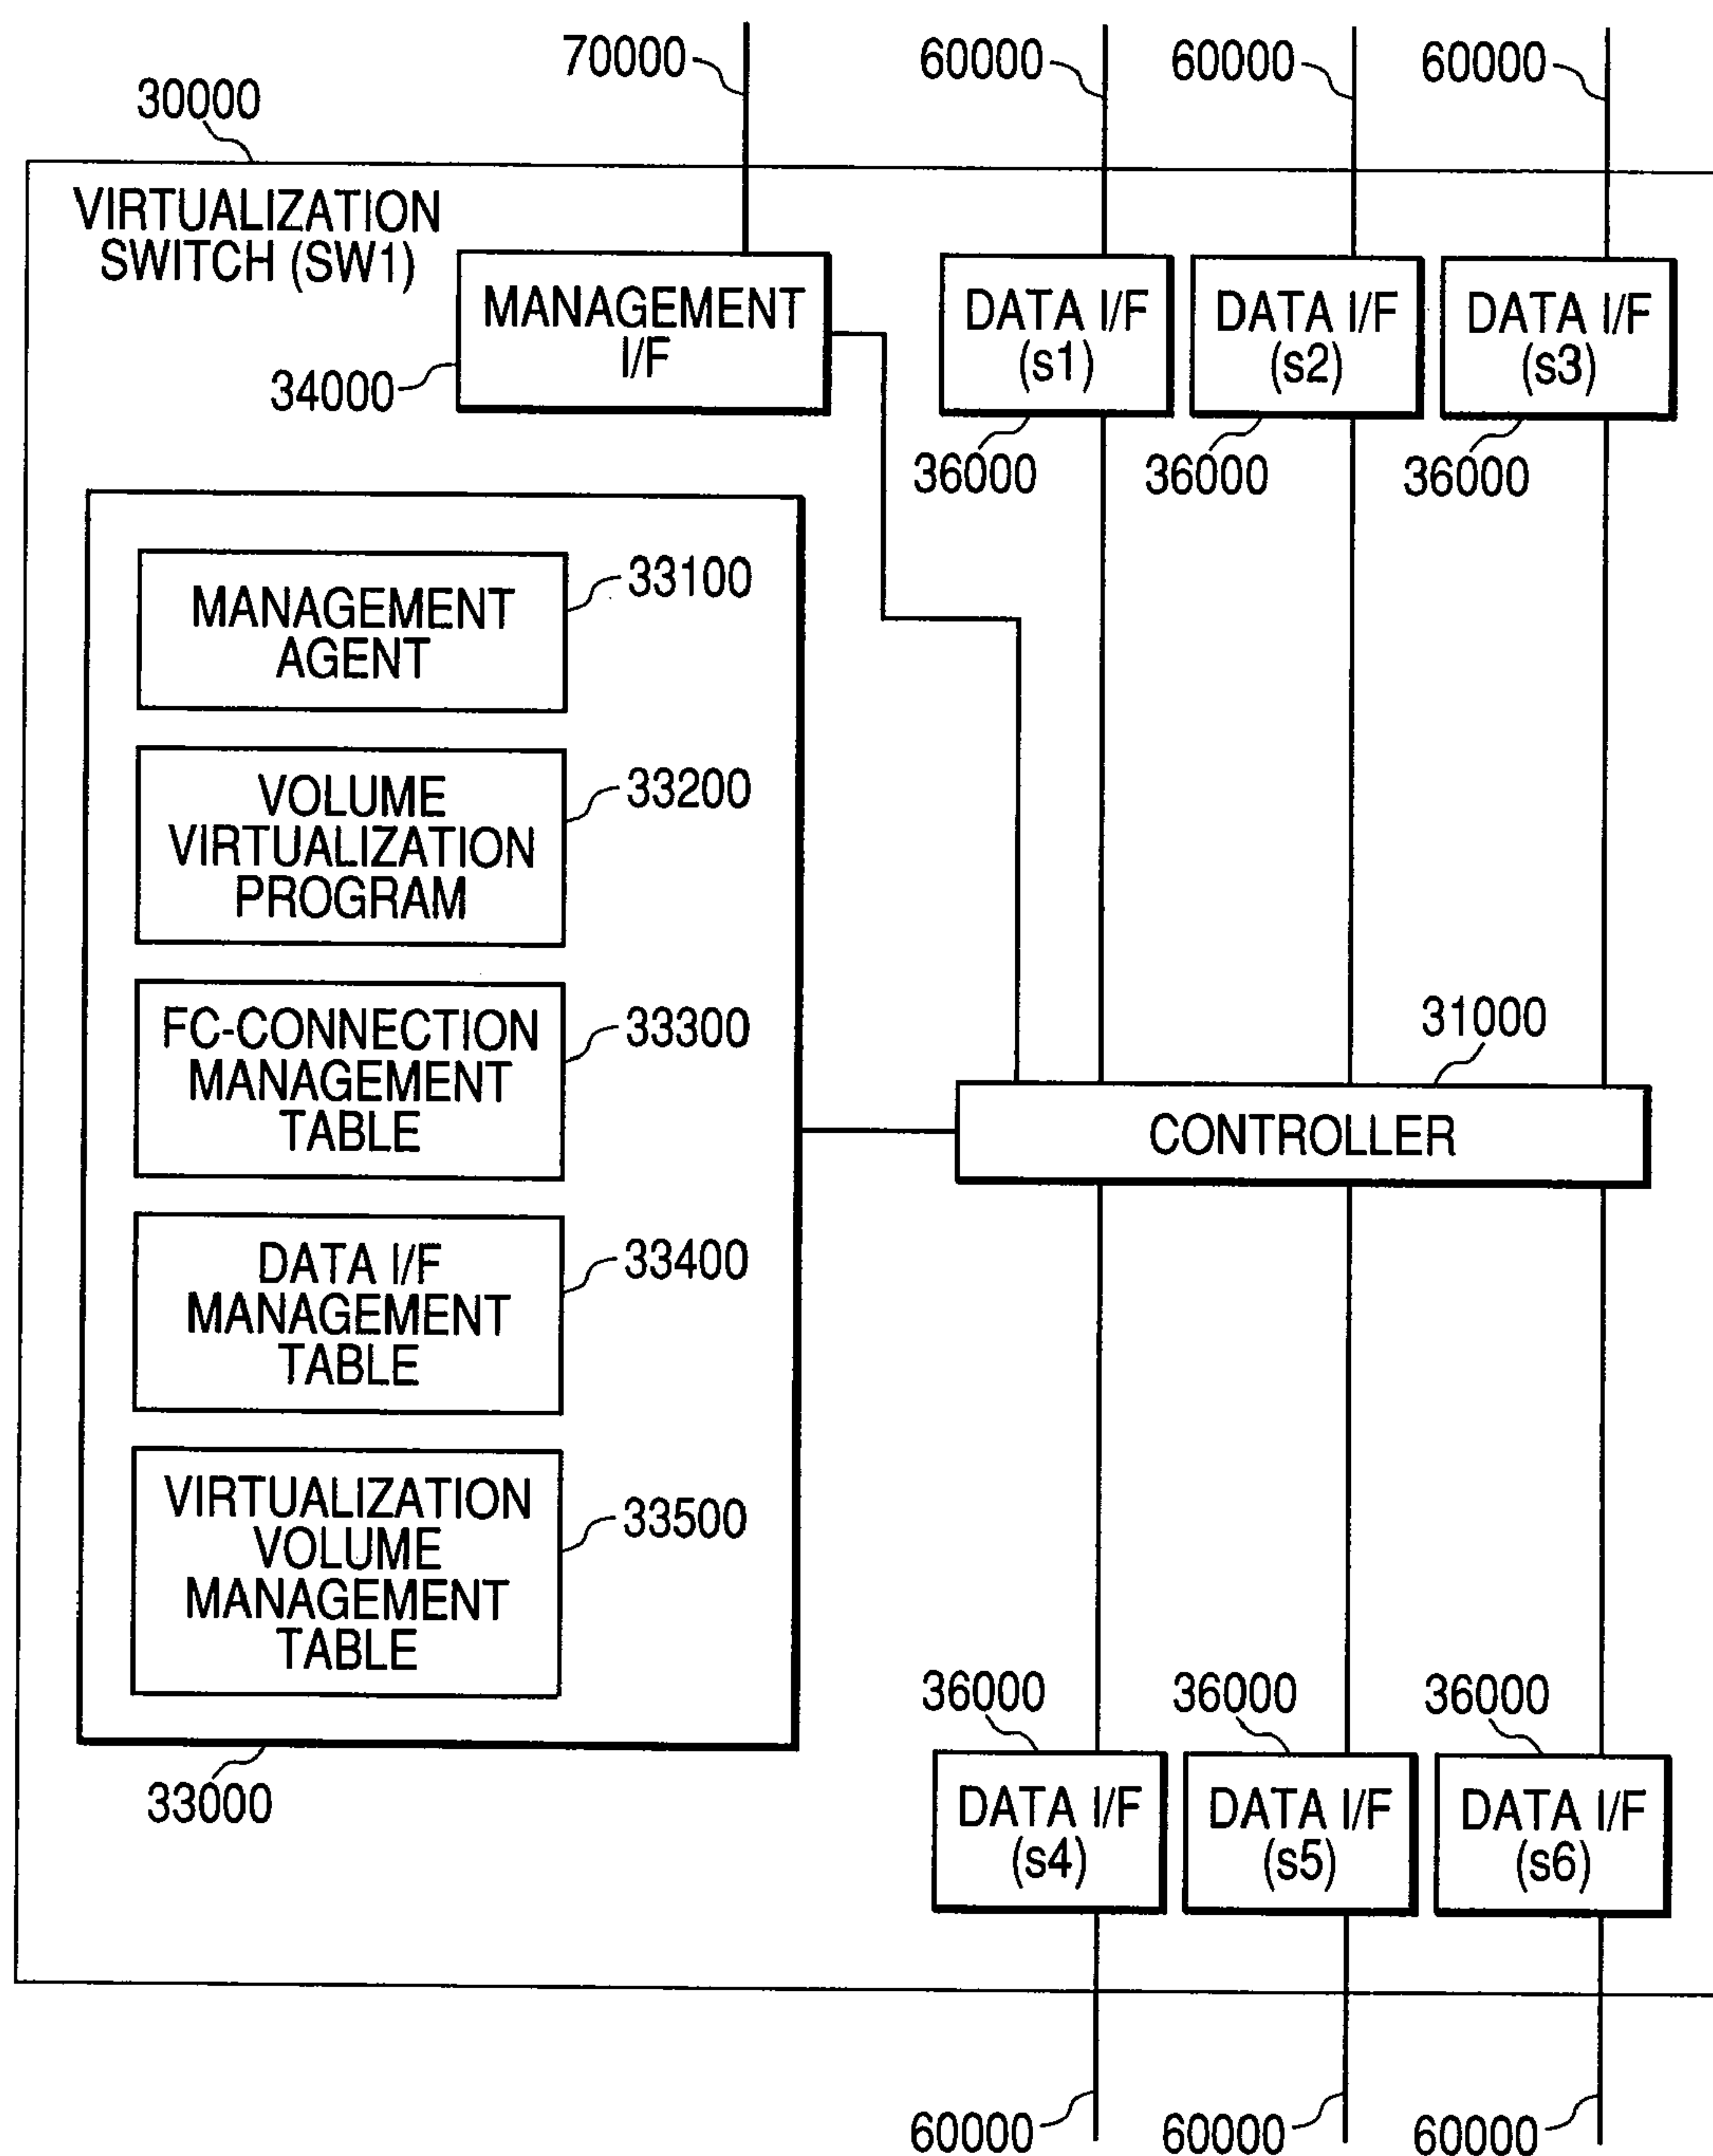 70000
60000
60000
60000
30000
VIRTUALIZATION
SWITCH (SW1)
MANAGEMENT
I/F
34000
DATA I/F
(s1)
DATA I/F
(s2)
DATA I/F
(s3)
36000
36000
36000
MANAGEMENT
AGENT
33100
VOLUME
VIRTUALIZATION
PROGRAM
33200
FC-CONNECTION
MANAGEMENT
TABLE
33300
DATA I/F
MANAGEMENT
TABLE
33400
VIRTUALIZATION
VOLUME
MANAGEMENT
TABLE
33500
33000
31000
CONTROLLER
36000
36000
36000
DATA I/F
(s4)
DATA I/F
(s5)
DATA I/F
(s6)
60000
60000
60000